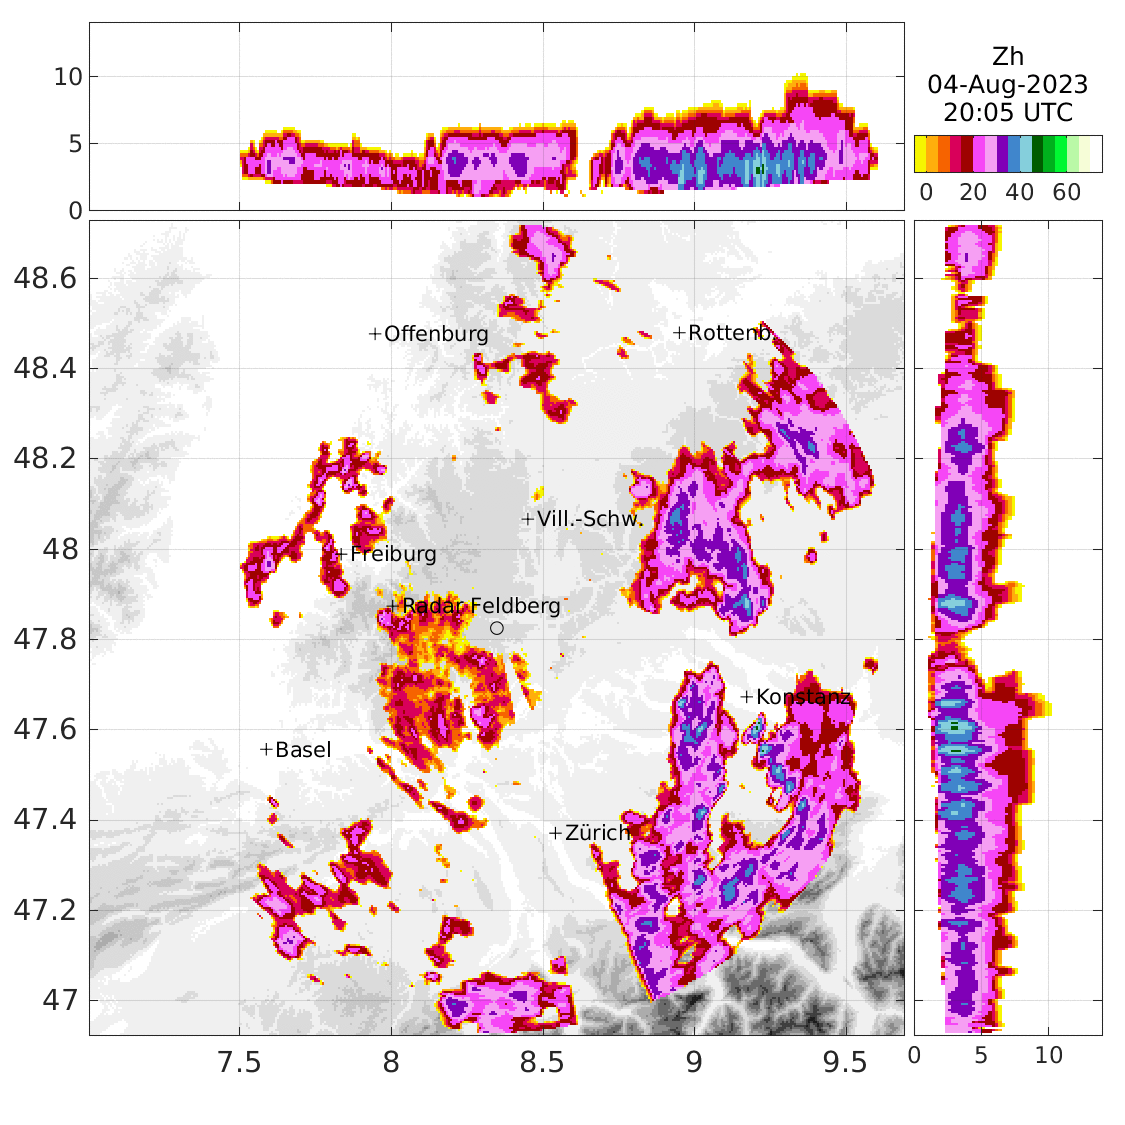 10
5
0
Zh
04-Aug-2023
20:05 UTC
0 20 40 60
48.6
48.4
48.2
48
47.8
47.6
47.4
47.2
47
+Offenburg
+Rottenb.
+Vill.-Schw.
+Freiburg
+Radar Feldberg
+Konstanz
+Basel
+Zürich
7.5 8 8.5 9 9.5
0 5 10